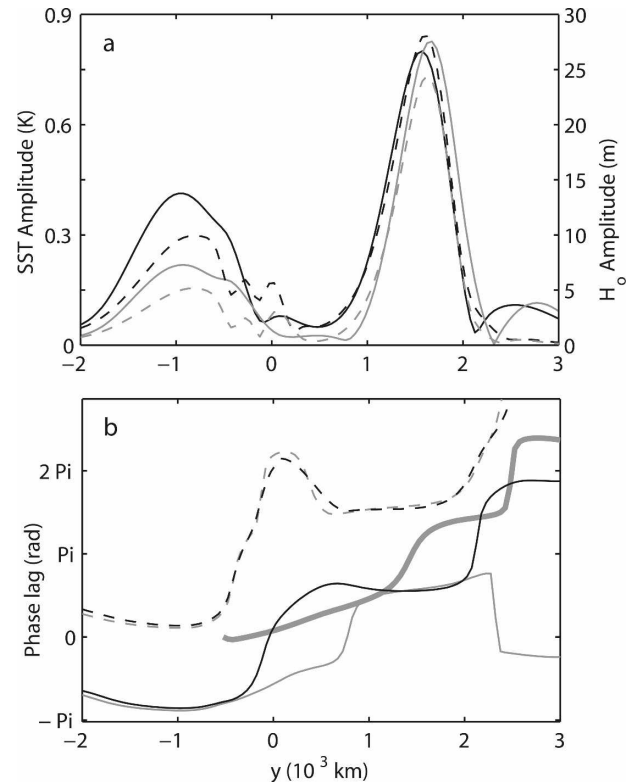 a
0.9
0.6
0.3
0
SST Amplitude (K)
30
25
20
15
10
5
0
H₀ Amplitude (m)
−2 −1 0 1 2 3
b
2 Pi
Pi
0
− Pi
Phase lag (rad)
−2 −1 0 1 2 3
y (10 ³ km)